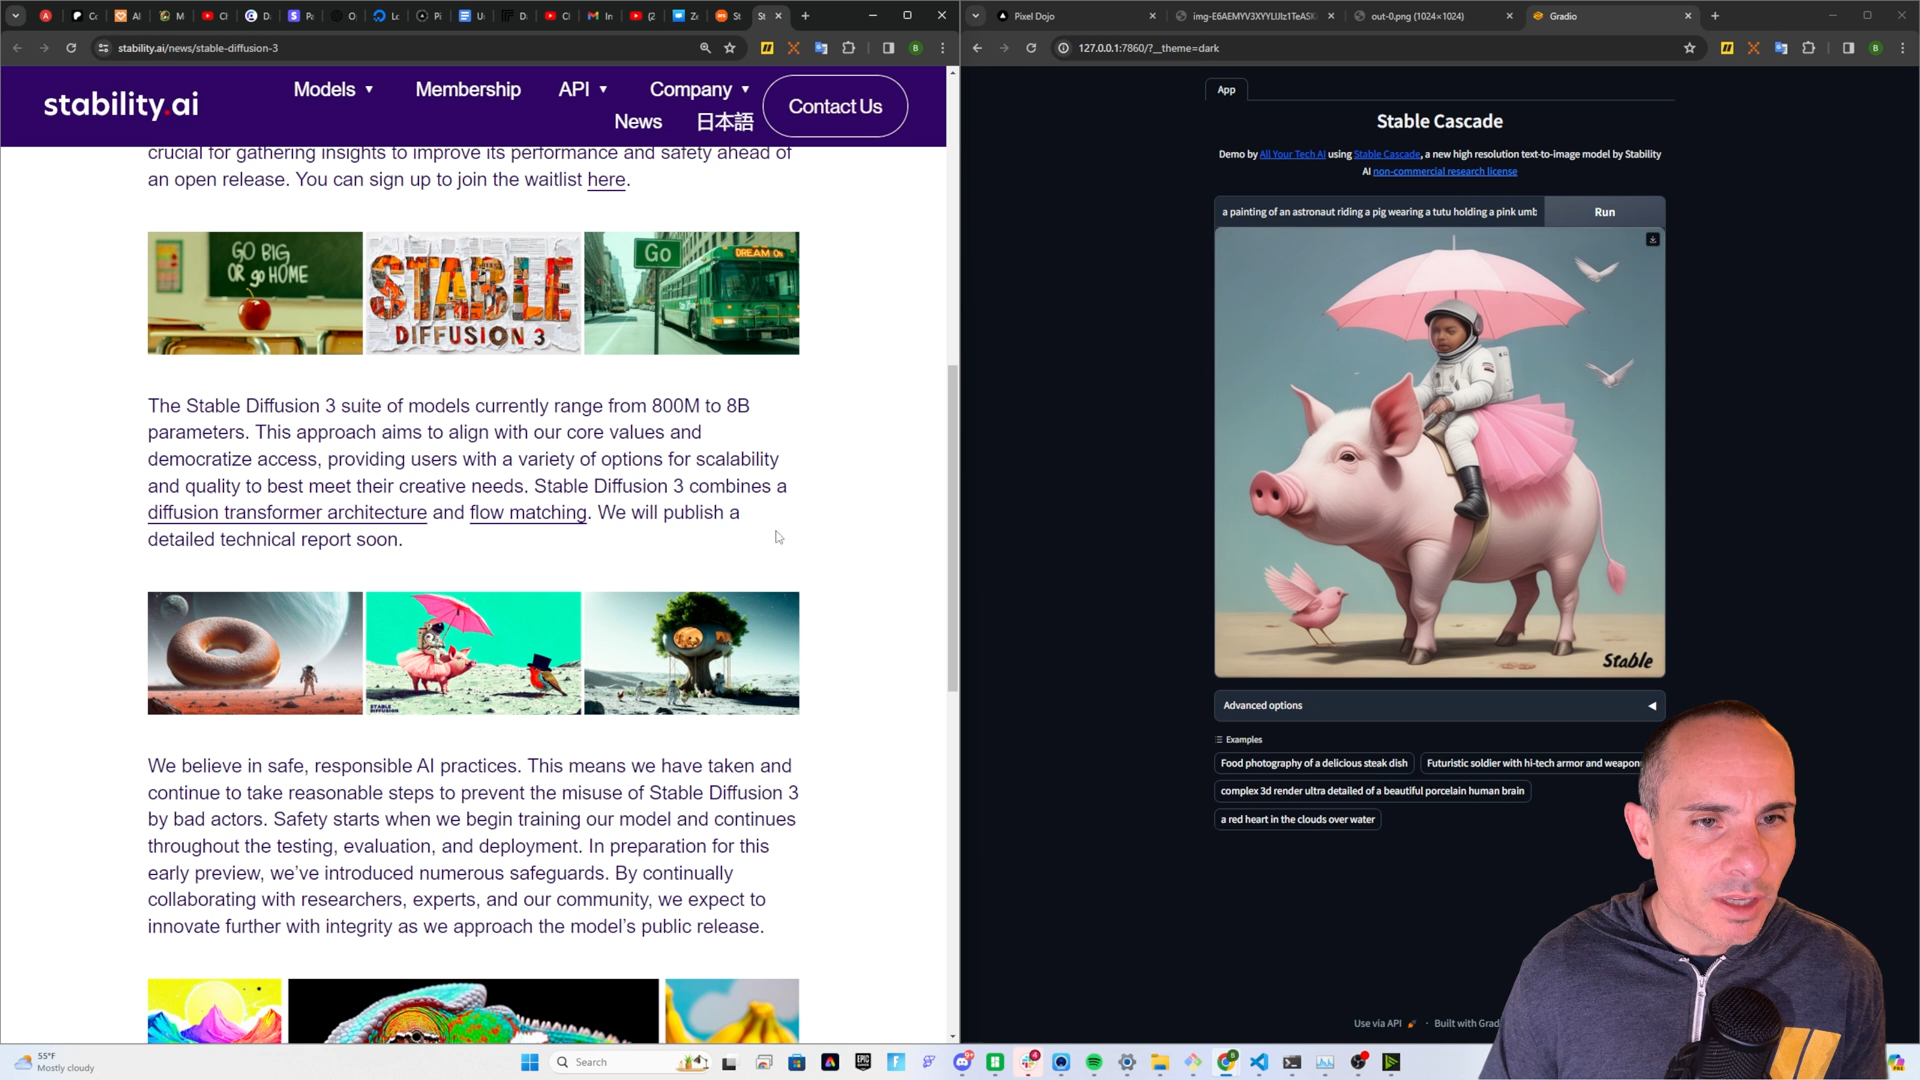 stability.ai/news/stable-diffusion-3
stability.ai
Models
Membership
API
Company
News
日本語
Contact Us
crucial for gathering insights to improve its performance and safety ahead of
an open release. You can sign up to join the waitlist here.
GO BIG
OR go HOME
STABLE
DIFFUSION 3
Go
DREAM ON
The Stable Diffusion 3 suite of models currently range from 800M to 8B
parameters. This approach aims to align with our core values and
democratize access, providing users with a variety of options for scalability
and quality to best meet their creative needs. Stable Diffusion 3 combines a
diffusion transformer architecture and flow matching. We will publish a
detailed technical report soon.
STABLE
DIFFUSION
We believe in safe, responsible AI practices. This means we have taken and
continue to take reasonable steps to prevent the misuse of Stable Diffusion 3
by bad actors. Safety starts when we begin training our model and continues
throughout the testing, evaluation, and deployment. In preparation for this
early preview, we've introduced numerous safeguards. By continually
collaborating with researchers, experts, and our community, we expect to
innovate further with integrity as we approach the model's public release.
Pixel Dojo
out-0.png (1024×1024)
Gradio
127.0.0.1:7860/?__theme=dark
App
Stable Cascade
Demo by All Your Tech AI using Stable Cascade, a new high resolution text-to-image model by Stability
AI non-commercial research license
a painting of an astronaut riding a pig wearing a tutu holding a pink umb
Run
Stable
Advanced options
Examples
Food photography of a delicious steak dish
Futuristic soldier with hi-tech armor and weapon
complex 3d render ultra detailed of a beautiful porcelain human brain
a red heart in the clouds over water
Use via API
· Built with Grad
55°F
Mostly cloudy
Search